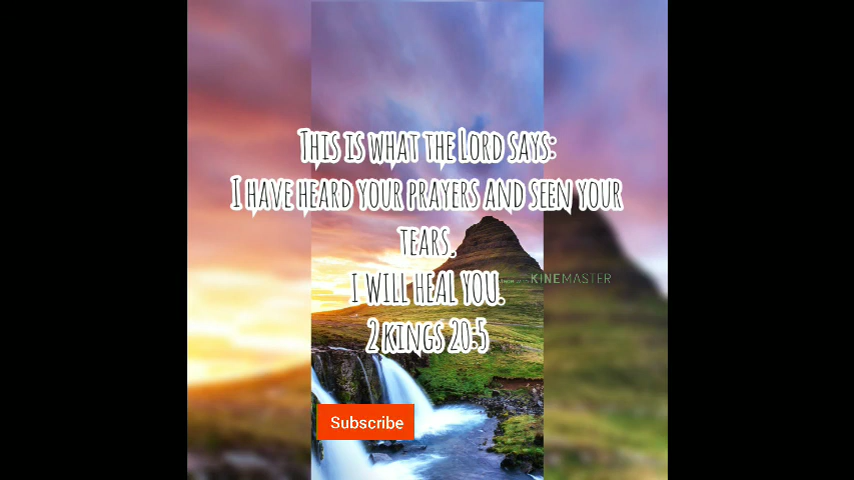 This is what the Lord says:
I have heard your prayers and seen your
tears.
I will heal you.
2 kings 20:5
KINEMASTER
Subscribe